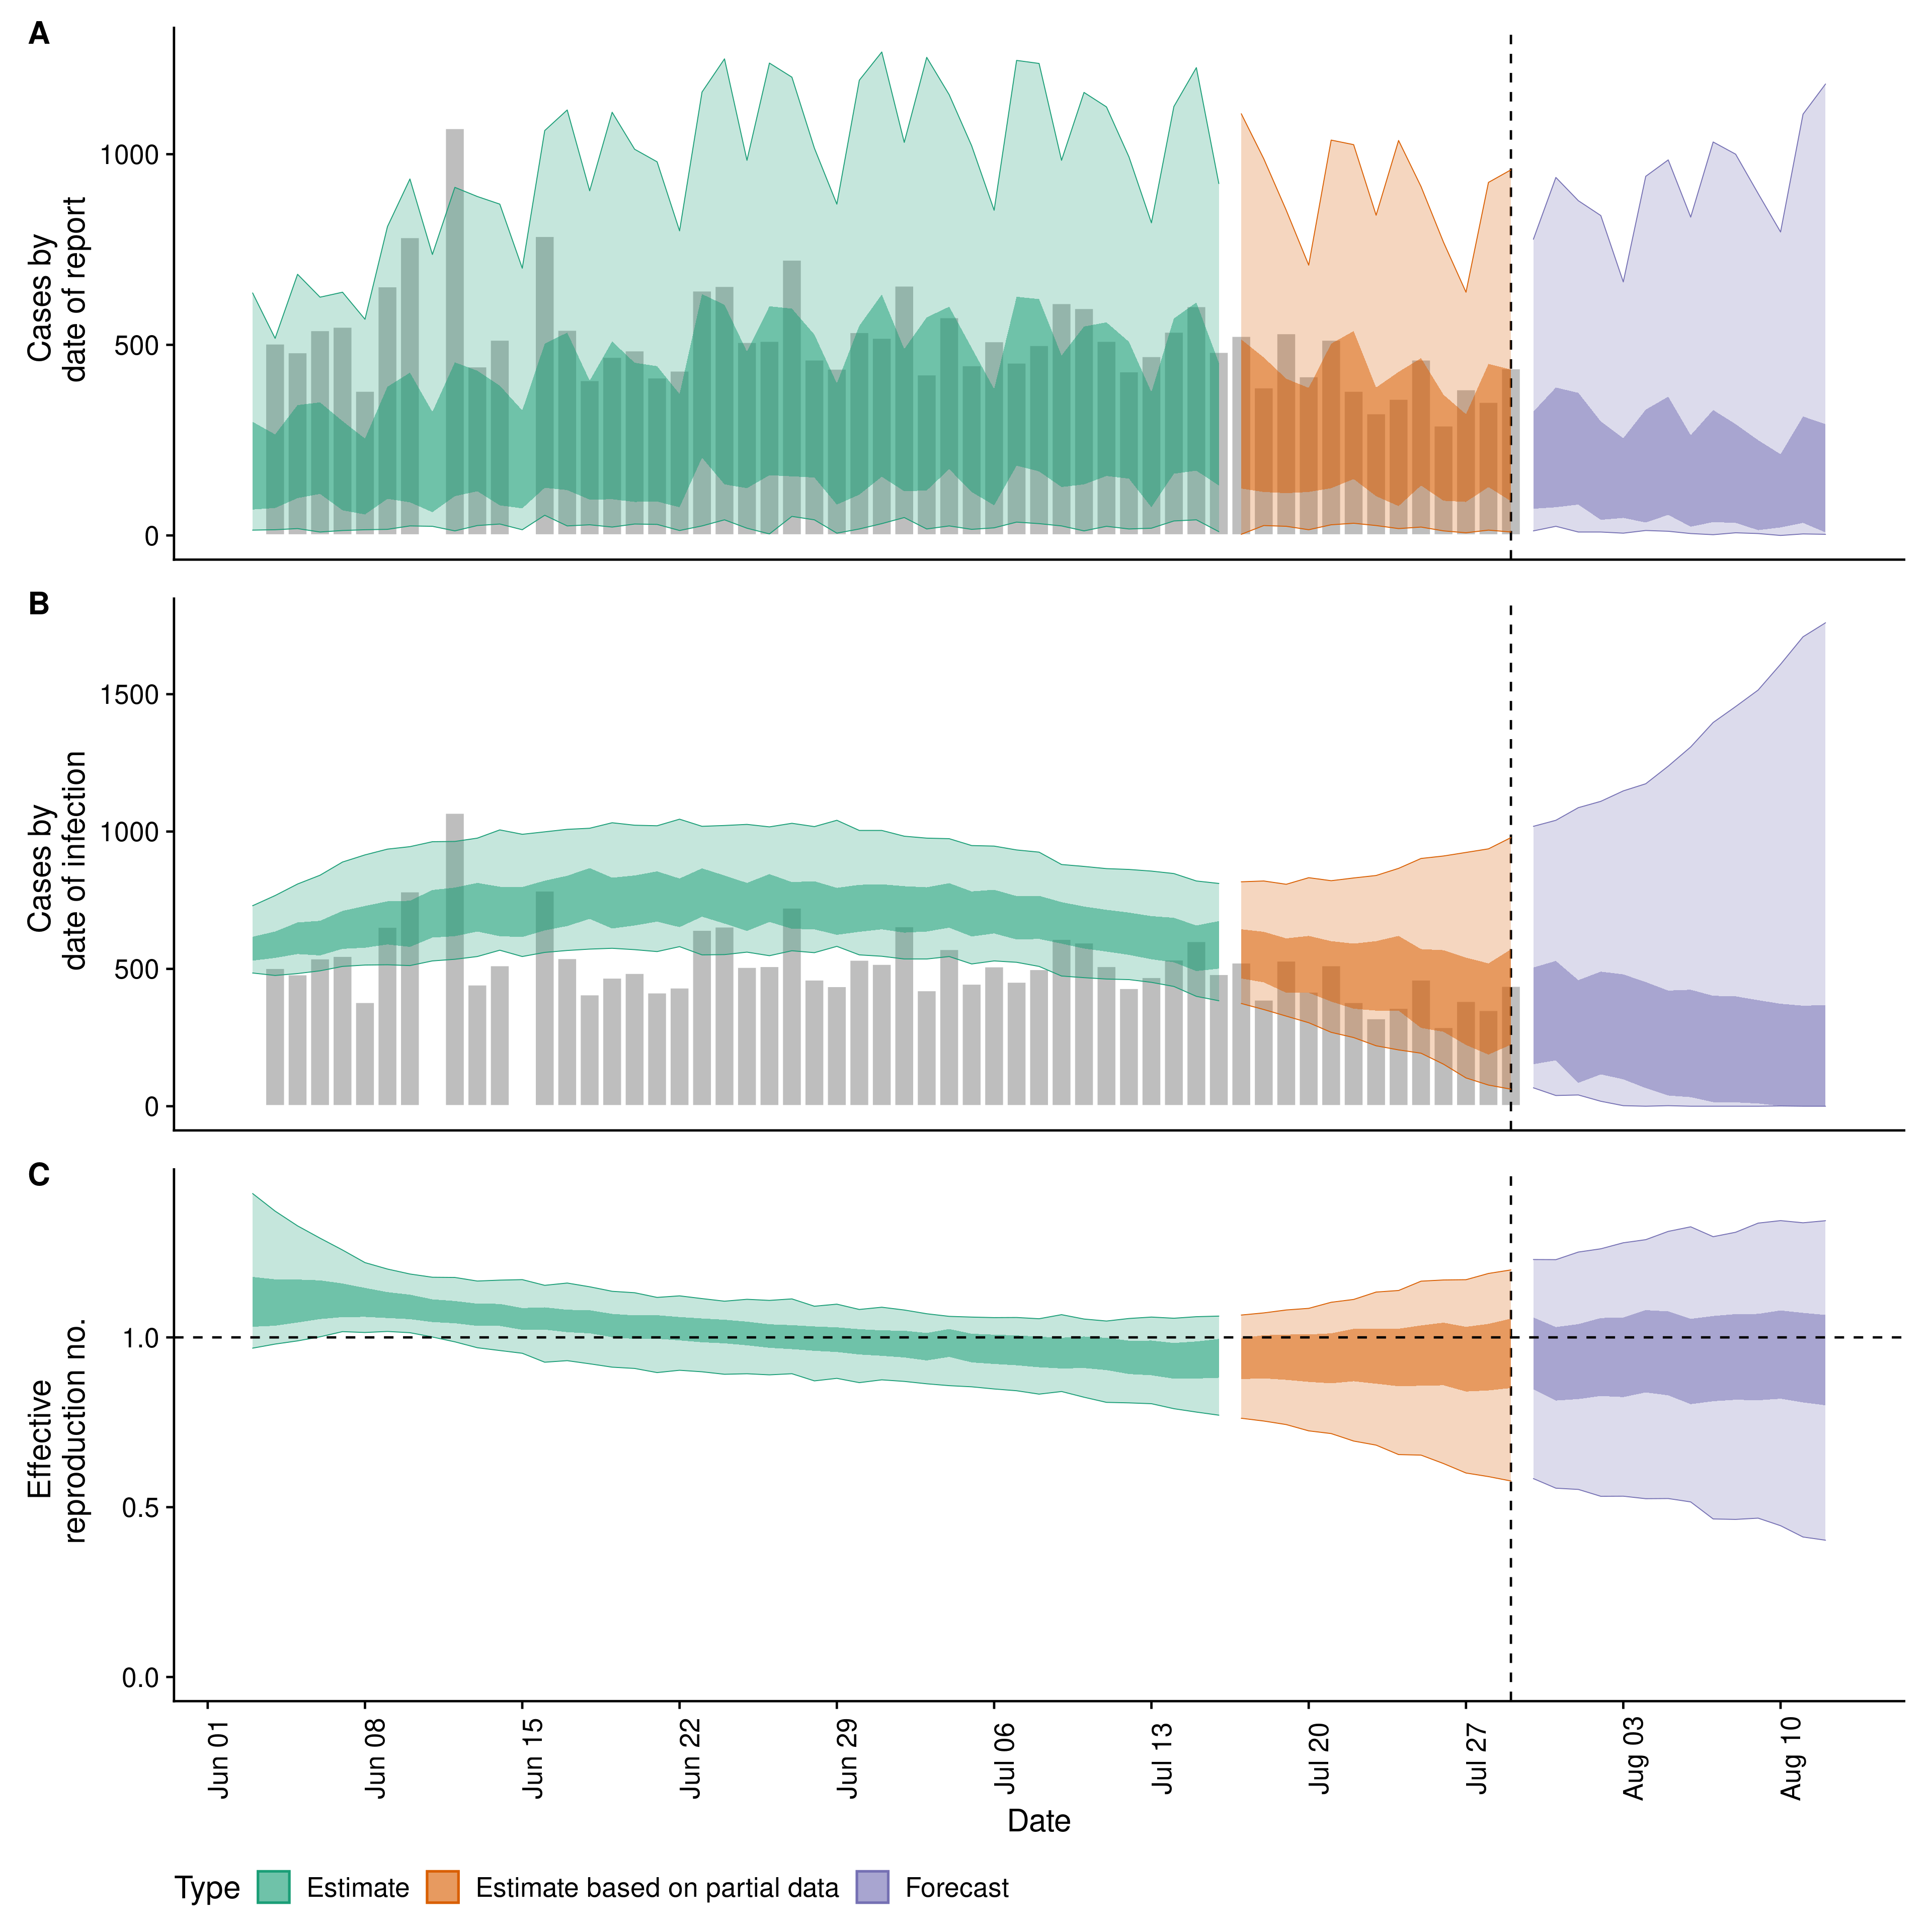 A
Cases by
date of report
1000
500
0
B
Cases by
date of infection
1500
1000
500
0
C
Effective
reproduction no.
1.0
0.5
0.0
Jun 01
Jun 08
Jun 15
Jun 22
Jun 29
Jul 06
Jul 13
Jul 20
Jul 27
Aug 03
Aug 10
Date
Type Estimate Estimate based on partial data Forecast